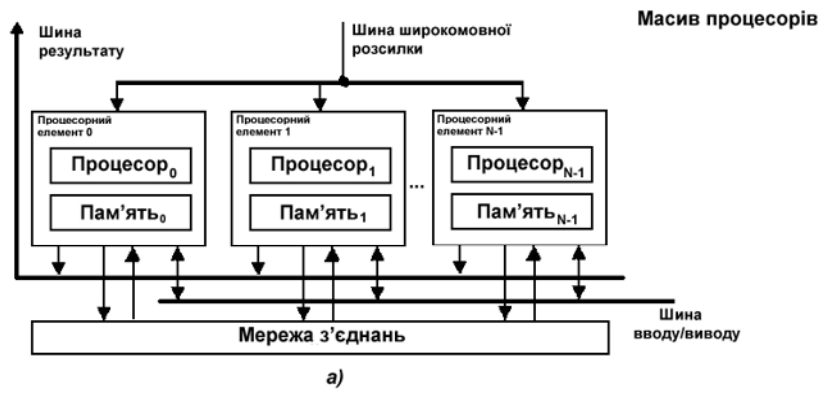 Масив процесорів
Шина
результату
Шина широкомовної
розсилки
Процесорний
елемент 0
Процесор0
Пам’ять0
Процесорний
елемент 1
Процесор1
Пам’ять1
...
Процесорний
елемент N-1
ПроцесорN-1
Пам’ятьN-1
Шина
вводу/виводу
Мережа з’єднань
а)